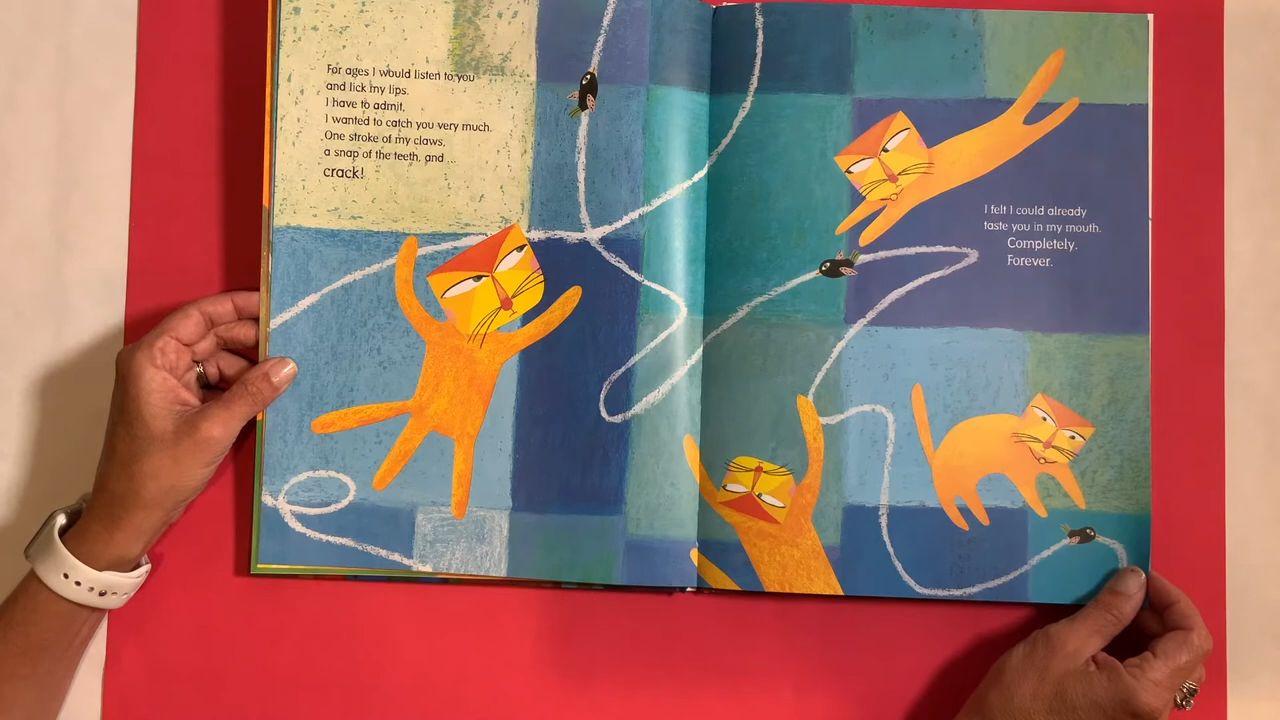 For ages I would listen to you
and lick my lips.
I have to admit,
I wanted to catch you very much.
One stroke of my claws,
a snap of the teeth, and ...
crack!
I felt I could already
taste you in my mouth.
Completely.
Forever.